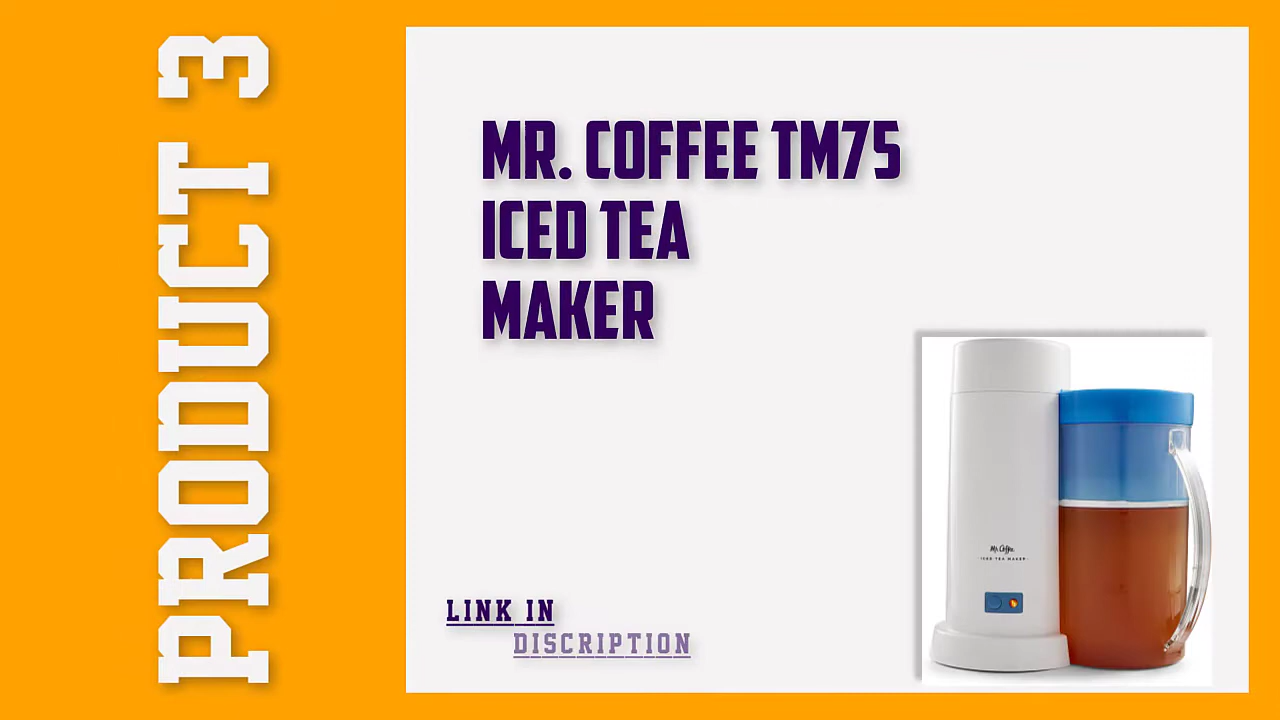 PRODUCT 3
MR. COFFEE TM75
ICED TEA
MAKER
Mr. Coffee
ICED TEA MAKER
LINK IN
DISCRIPTION